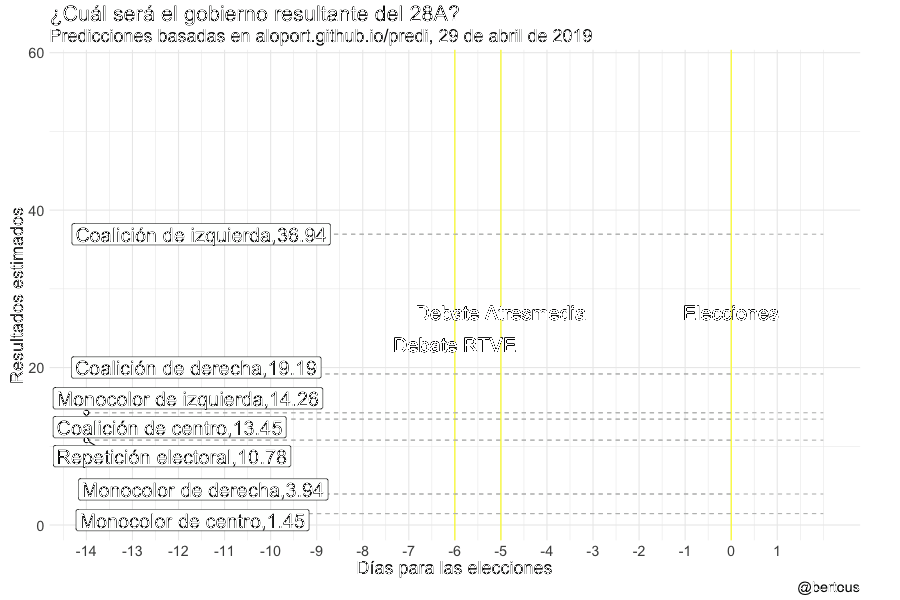 ¿Cuál será el gobierno resultante del 28A?
Predicciones basadas en aloport.github.io/predi, 29 de abril de 2019
60
40
20
0
Resultados estimados
Coalición de izquierda,36.94
Debate Atresmedia
Elecciones
Debate RTVE
Coalición de derecha,19.19
Monocolor de izquierda,14.26
Coalición de centro,13.45
Repetición electoral,10.78
Monocolor de derecha,3.94
Monocolor de centro,1.45
-14 -13 -12 -11 -10 -9 -8 -7 -6 -5 -4 -3 -2 -1 0 1
Días para las elecciones
@bertous